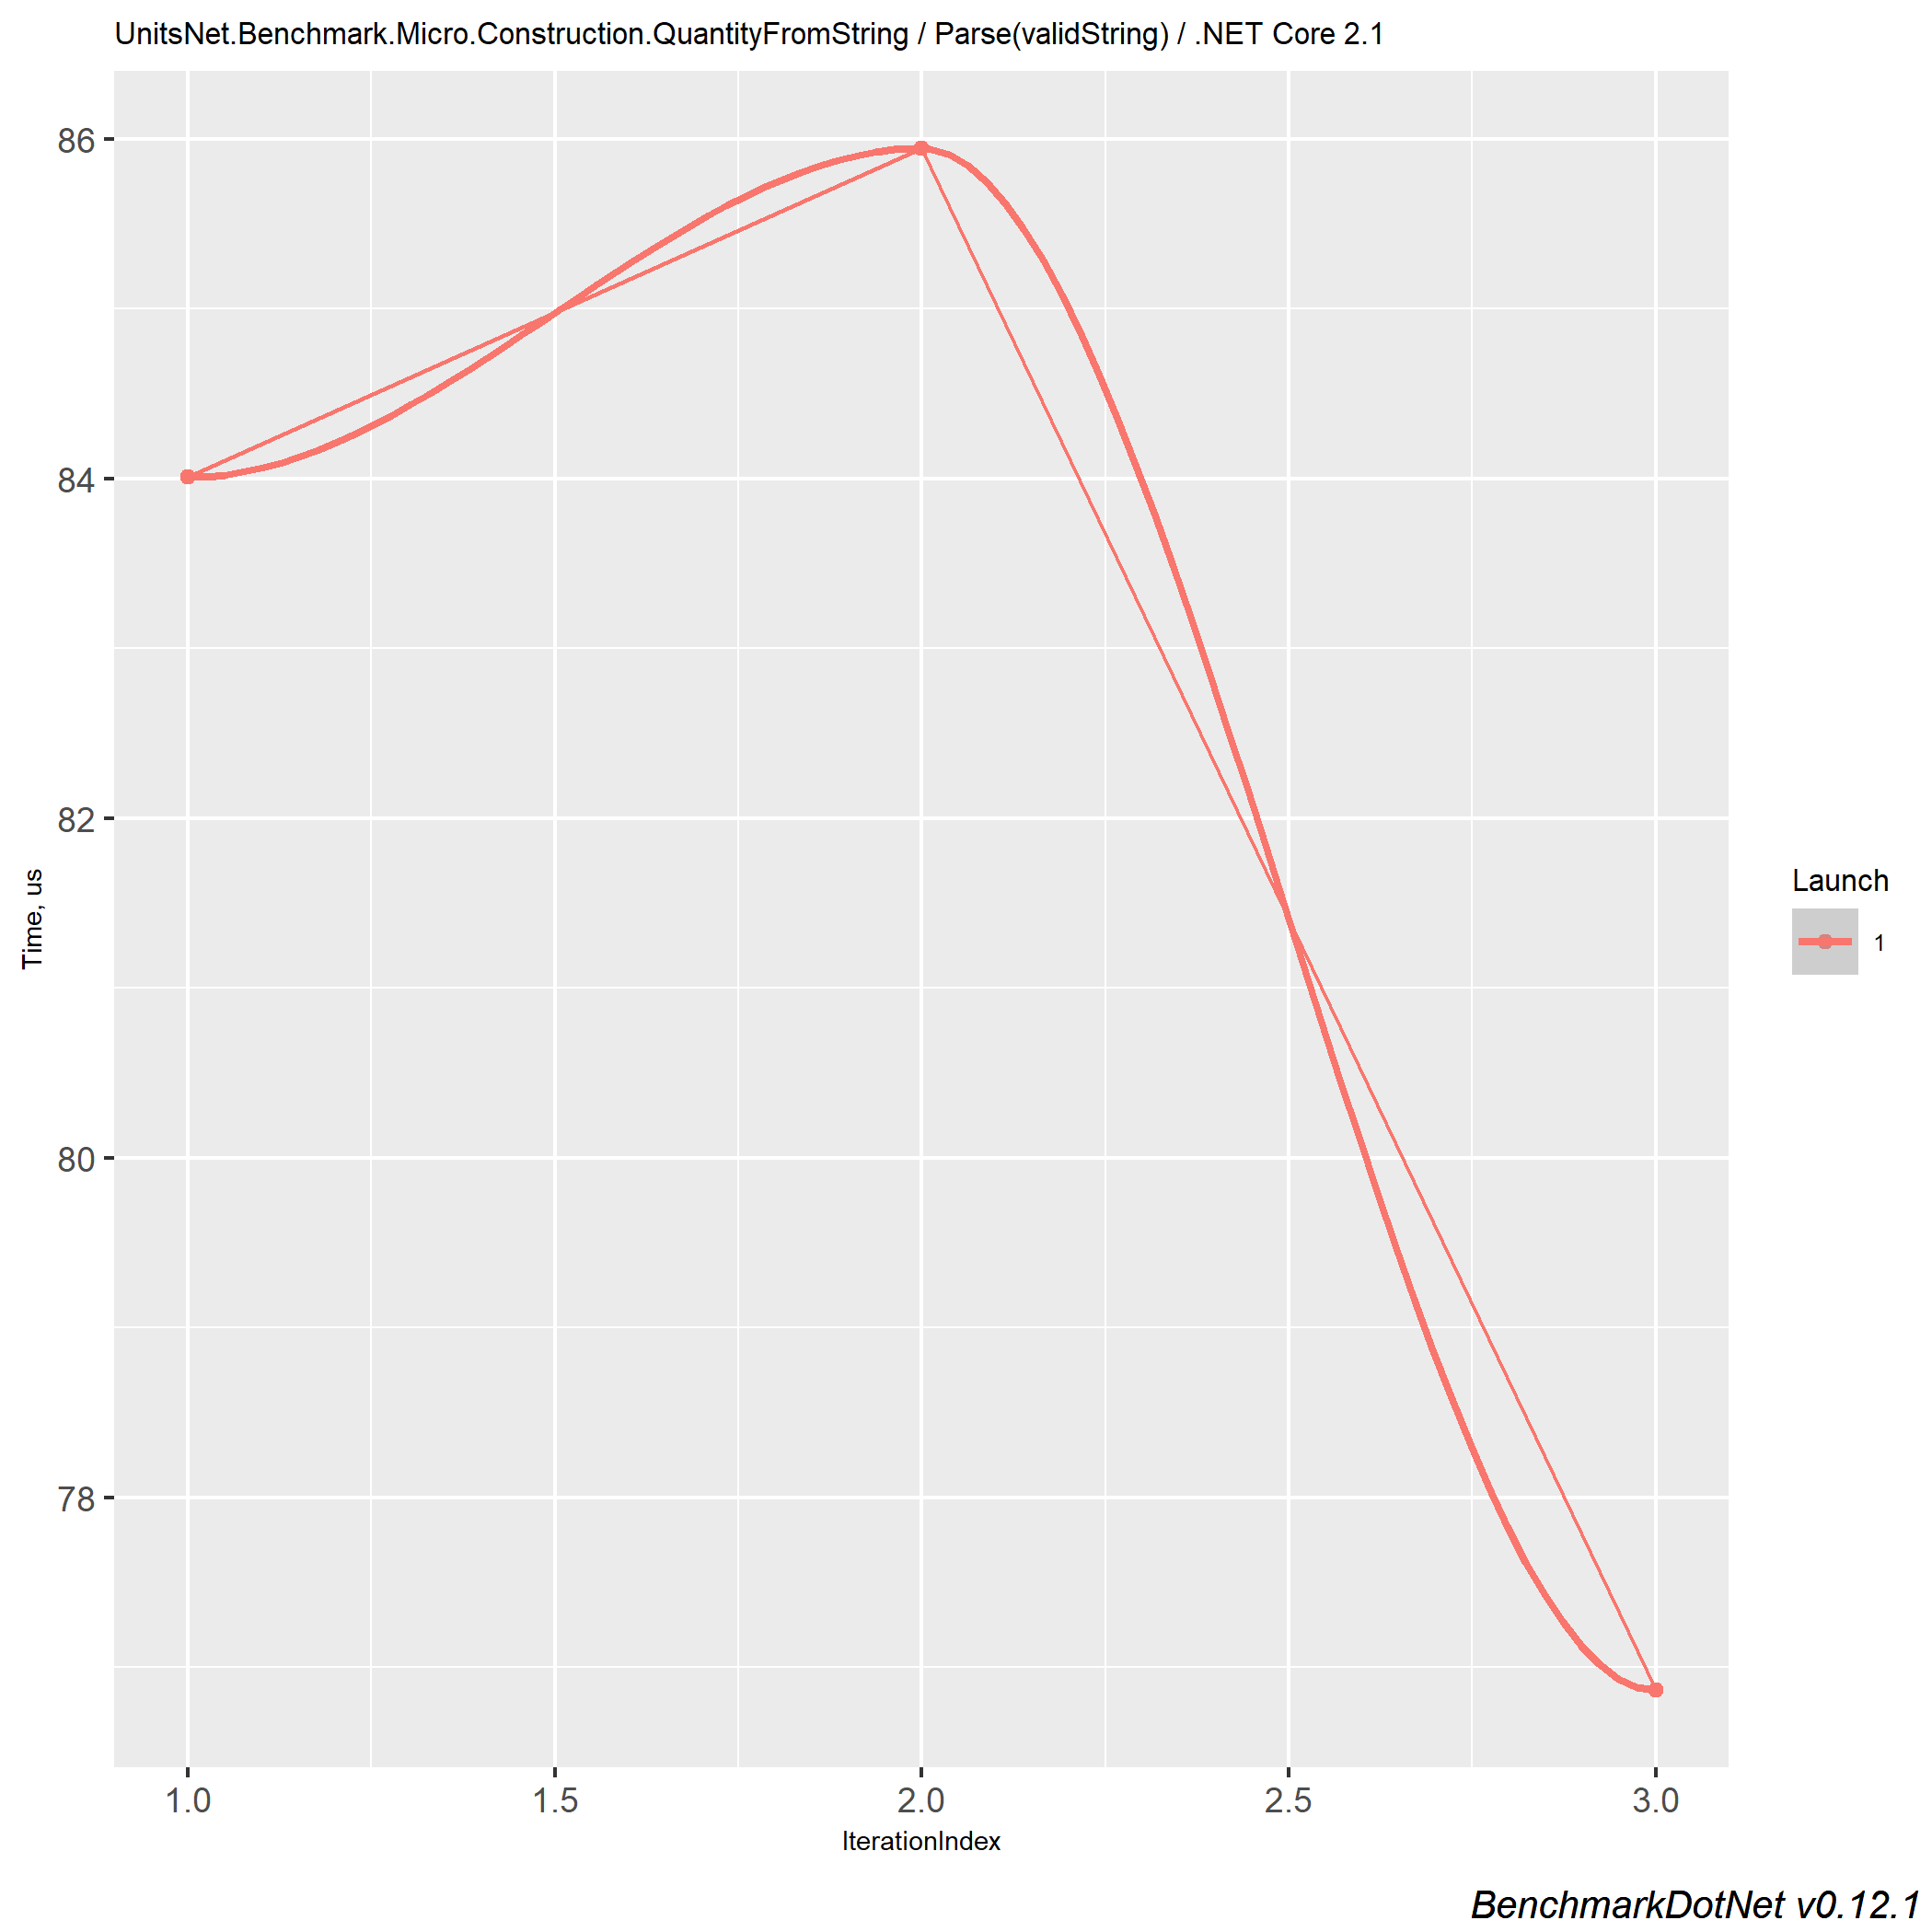 UnitsNet.Benchmark.Micro.Construction.QuantityFromString / Parse(validString) / .NET Core 2.1
86
84
82
80
78
Time, us
1.0 1.5 2.0 2.5 3.0
IterationIndex
Launch
1
BenchmarkDotNet v0.12.1